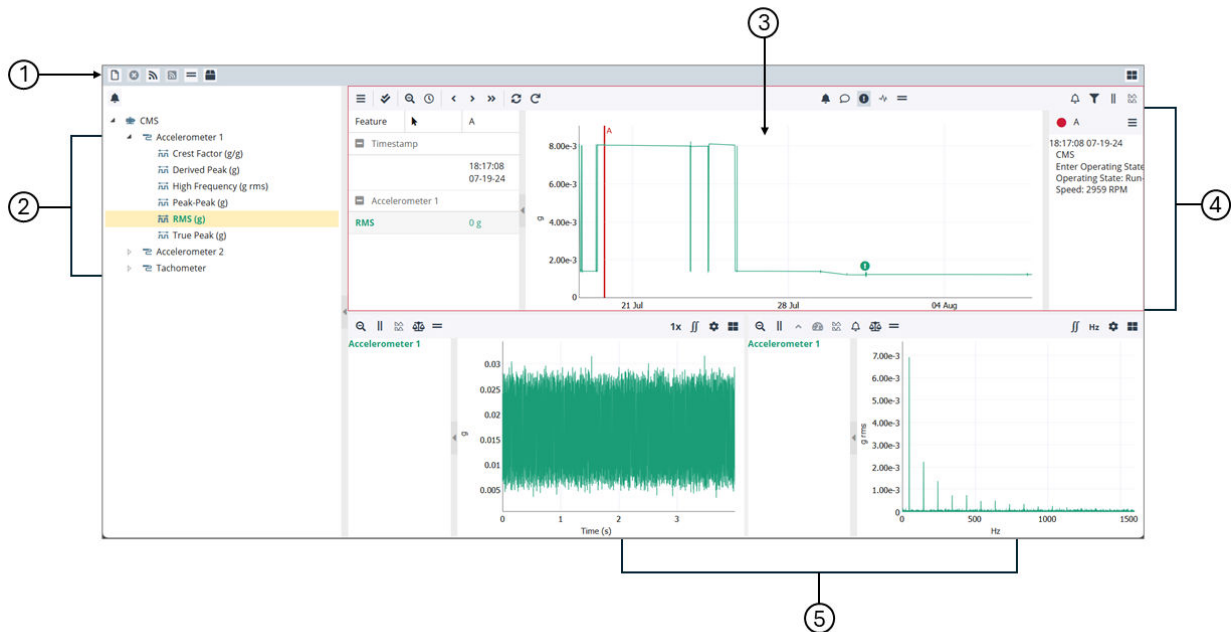 3
1
CMS
Accelerometer 1
Crest Factor (g/g)
Derived Peak (g)
High Frequency (g rms)
Peak-Peak (g)
RMS (g)
True Peak (g)
Accelerometer 2
Tachometer
2
Feature A
Timestamp
18:17:08
07-19-24
Accelerometer 1
RMS 0 g
A
8.00e-3
6.00e-3
4.00e-3
2.00e-3
0
g
21 Jul 28 Jul 04 Aug
A
18:17:08 07-19-24
CMS
Enter Operating State
Operating State: Run-
Speed: 2959 RPM
4
1x
Accelerometer 1
0.03
0.025
0.02
0.015
0.01
0.005
g
0 1 2 3
Time (s)
Hz
Accelerometer 1
7.00e-3
6.00e-3
5.00e-3
4.00e-3
3.00e-3
2.00e-3
1.00e-3
0
g rms
0 500 1000 1500
Hz
5